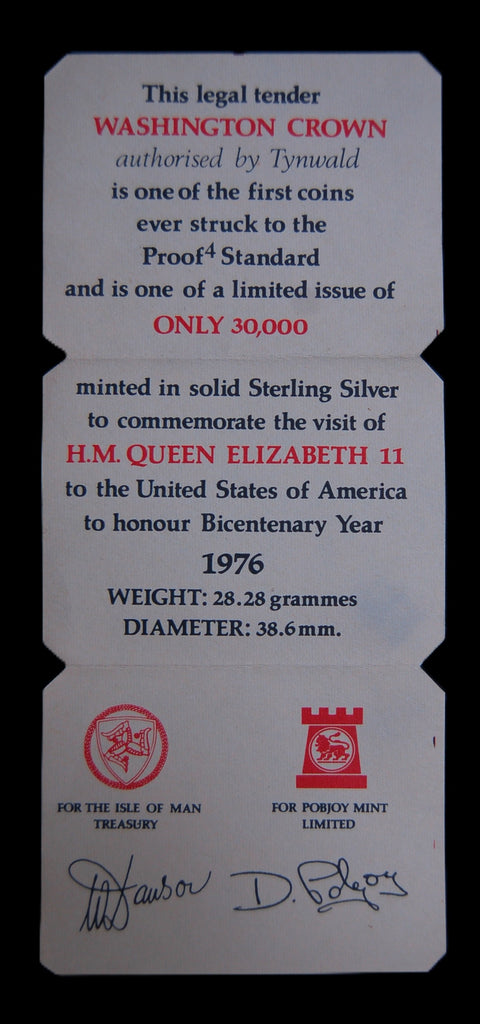 This legal tender
WASHINGTON CROWN
authorised by Tynwald
is one of the first coins
ever struck to the
Proof⁴ Standard
and is one of a limited issue of
ONLY 30,000
minted in solid Sterling Silver
to commemorate the visit of
H.M. QUEEN ELIZABETH 11
to the United States of America
to honour Bicentenary Year
1976
WEIGHT: 28.28 grammes
DIAMETER: 38.6mm.
FOR THE ISLE OF MAN
TREASURY
FOR POBJOY MINT
LIMITED
D. Pobjoy